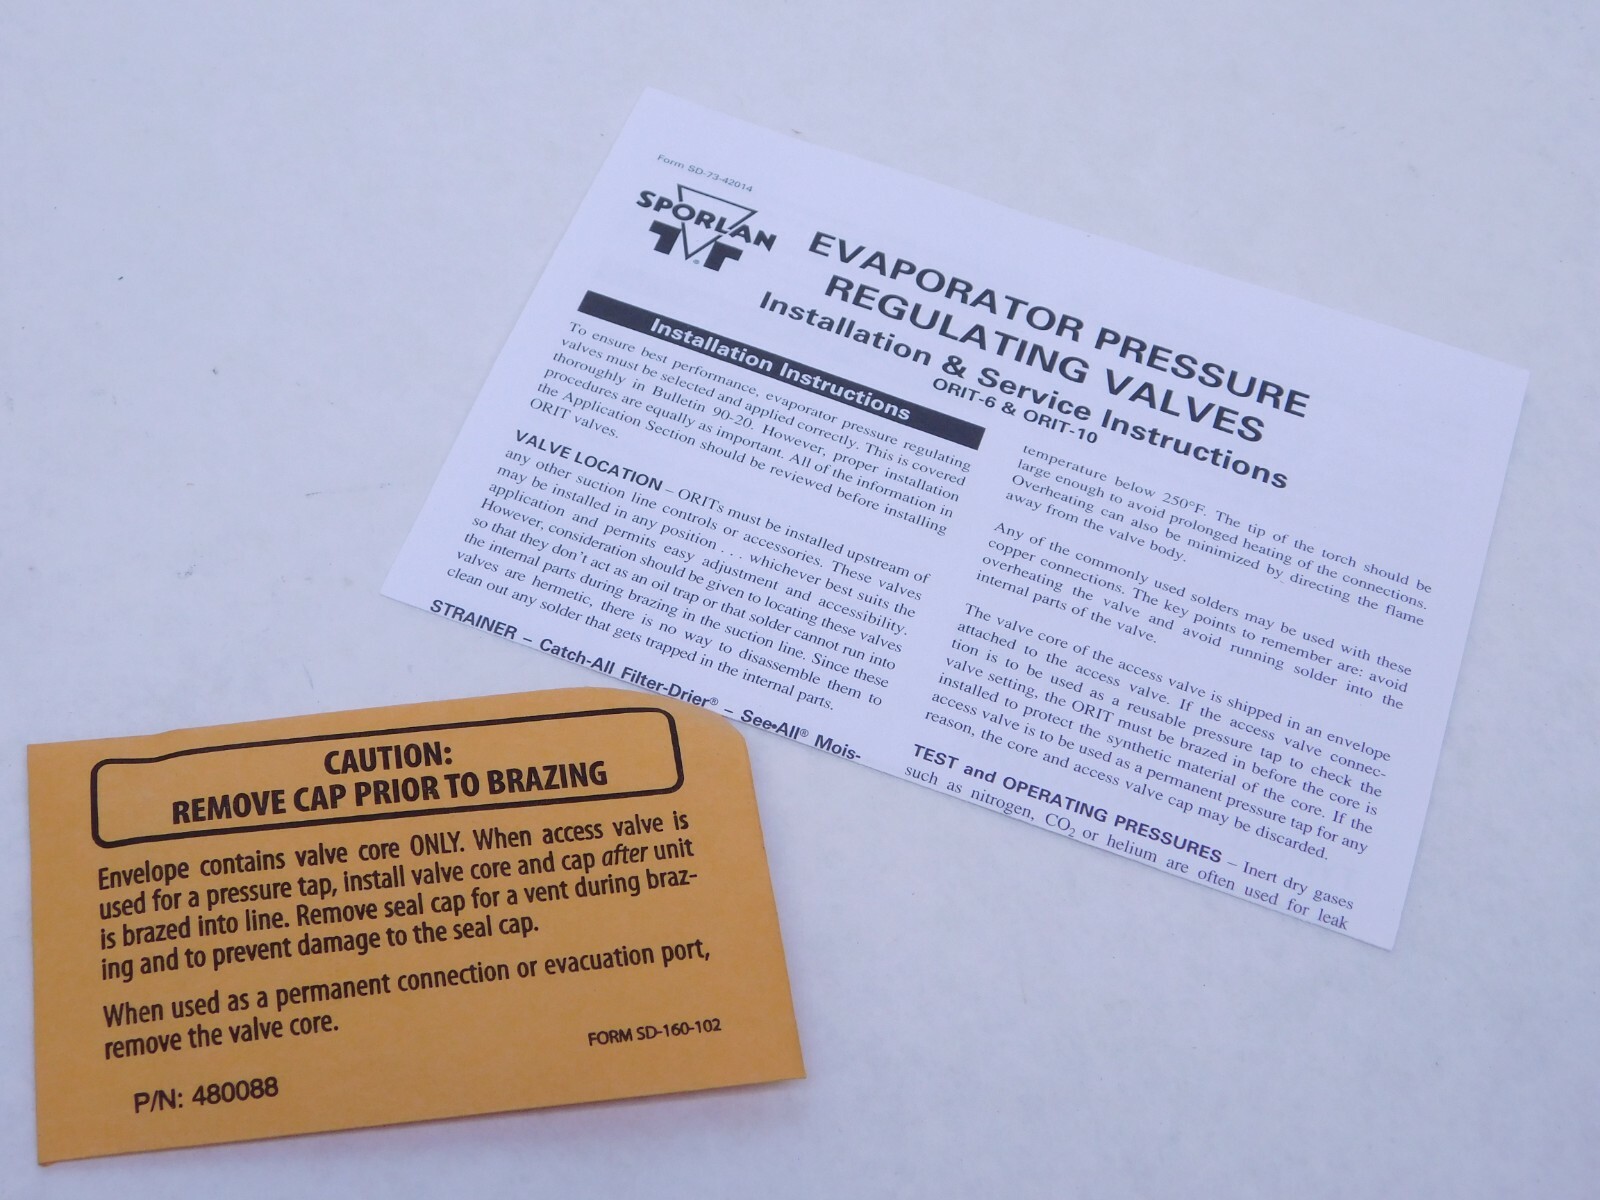 Form SD-73-42014
SPORLAN
EVAPORATOR PRESSURE
REGULATING VALVES
Installation & Service Instructions
ORIT-6 & ORIT-10
Installation Instructions
To ensure best performance, evaporator pressure regulating
valves must be selected and applied correctly. This is covered
thoroughly in Bulletin 90-20. However, proper installation
procedures are equally as important. All of the information in
the Application Section should be reviewed before installing
ORIT valves.
VALVE LOCATION – ORITs must be installed upstream of
any other suction line controls or accessories. These valves
may be installed in any position . . . whichever best suits the
application and permits easy adjustment and accessibility.
However, consideration should be given to locating these valves
so that they don't act as an oil trap or that solder cannot run into
the internal parts during brazing in the suction line. Since these
valves are hermetic, there is no way to disassemble them to
clean out any solder that gets trapped in the internal parts.
STRAINER – Catch-All Filter-Drier® – See•All® Mois-
temperature below 250°F. The tip of the torch should be
large enough to avoid prolonged heating of the connections.
Overheating can also be minimized by directing the flame
away from the valve body.
Any of the commonly used solders may be used with these
copper connections. The key points to remember are: avoid
overheating the valve and avoid running solder into the
internal parts of the valve.
The valve core of the access valve is shipped in an envelope
attached to the access valve. If the access valve connec-
tion is to be used as a reusable pressure tap to check the
valve setting, the ORIT must be brazed in before the core is
installed to protect the synthetic material of the core. If the
access valve is to be used as a permanent pressure tap for any
reason, the core and access valve cap may be discarded.
TEST and OPERATING PRESSURES – Inert dry gases
such as nitrogen, CO2 or helium are often used for leak
CAUTION:
REMOVE CAP PRIOR TO BRAZING
Envelope contains valve core ONLY. When access valve is
used for a pressure tap, install valve core and cap after unit
is brazed into line. Remove seal cap for a vent during braz-
ing and to prevent damage to the seal cap.
When used as a permanent connection or evacuation port,
remove the valve core.
FORM SD-160-102
P/N: 480088